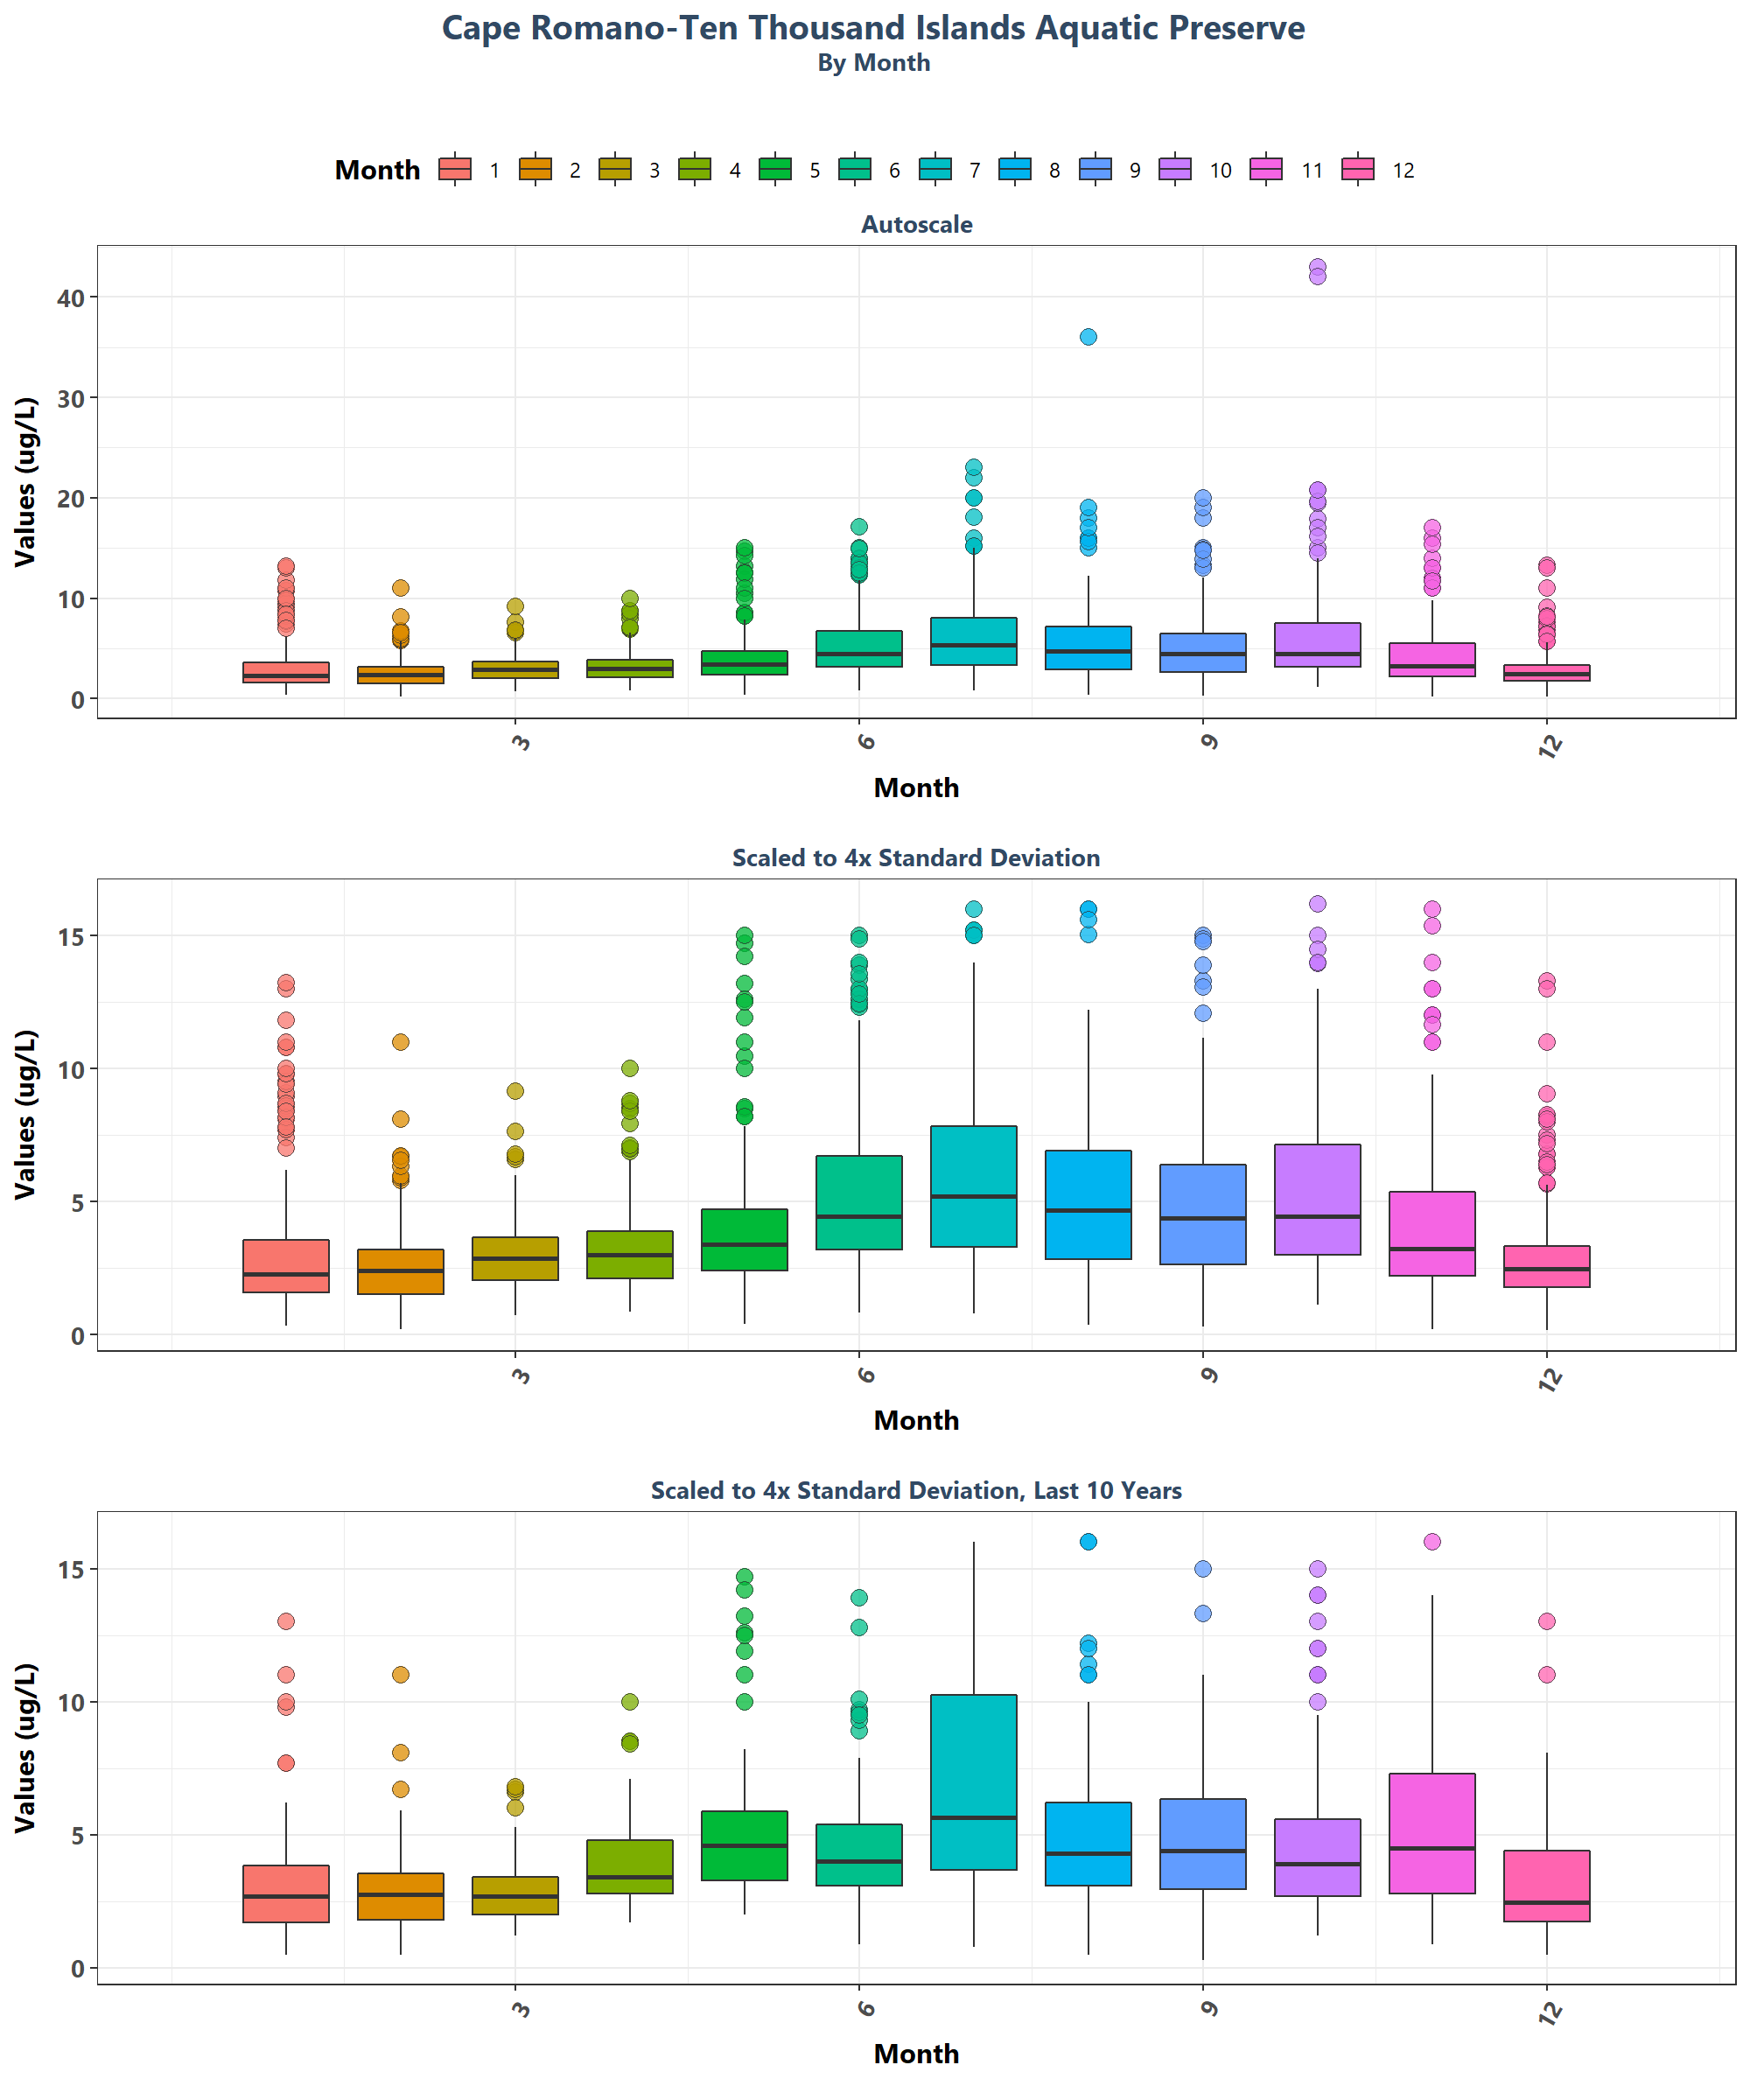 Cape Romano-Ten Thousand Islands Aquatic Preserve
By Month
Month 1 2 3 4 5 6 7 8 9 10 11 12
Autoscale
Values (ug/L)
40
30
20
10
0
3 6 9 12
Month
Scaled to 4x Standard Deviation
Values (ug/L)
15
10
5
0
3 6 9 12
Month
Scaled to 4x Standard Deviation, Last 10 Years
Values (ug/L)
15
10
5
0
3 6 9 12
Month